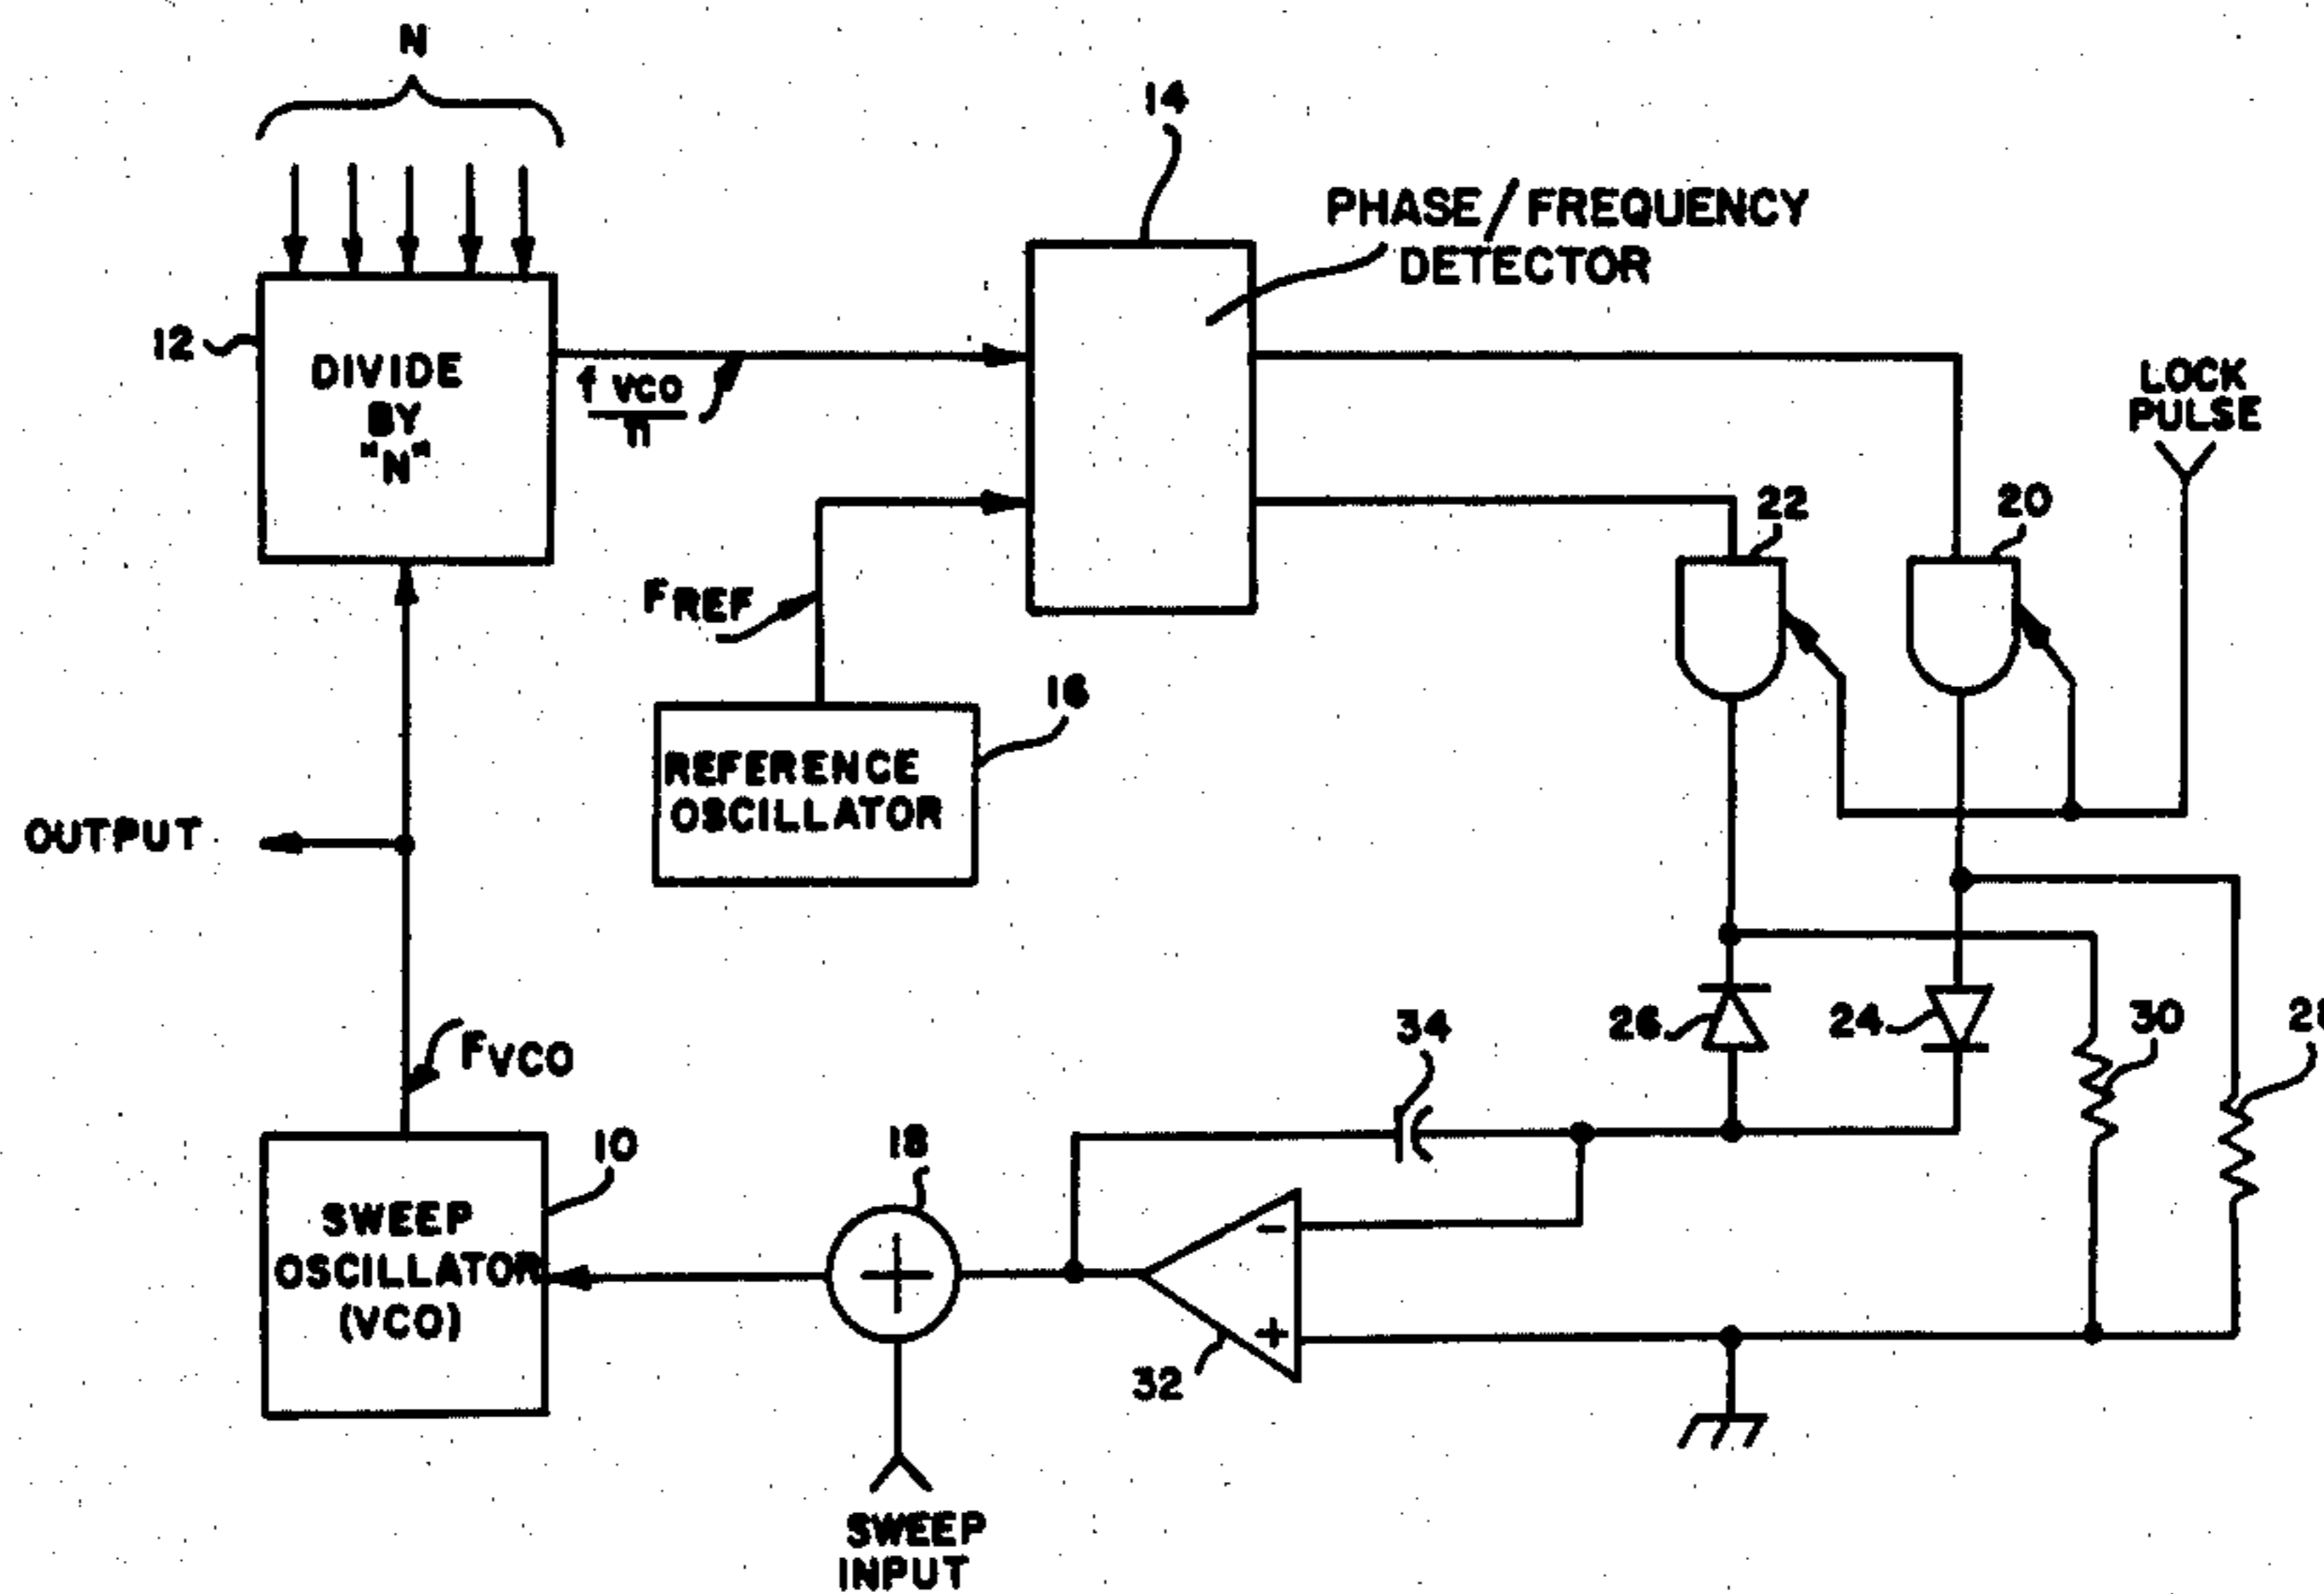 N
14
PHASE/FREQUENCY
DETECTOR
12
DIVIDE
BY
"N"
f VCO
n
LOCK
PULSE
22
20
FREF
16
REFERENCE
OSCILLATOR
OUTPUT
FVCO
34
26
24
30
28
10
18
SWEEP
OSCILLATOR
(VCO)
-
+
+
32
SWEEP
INPUT